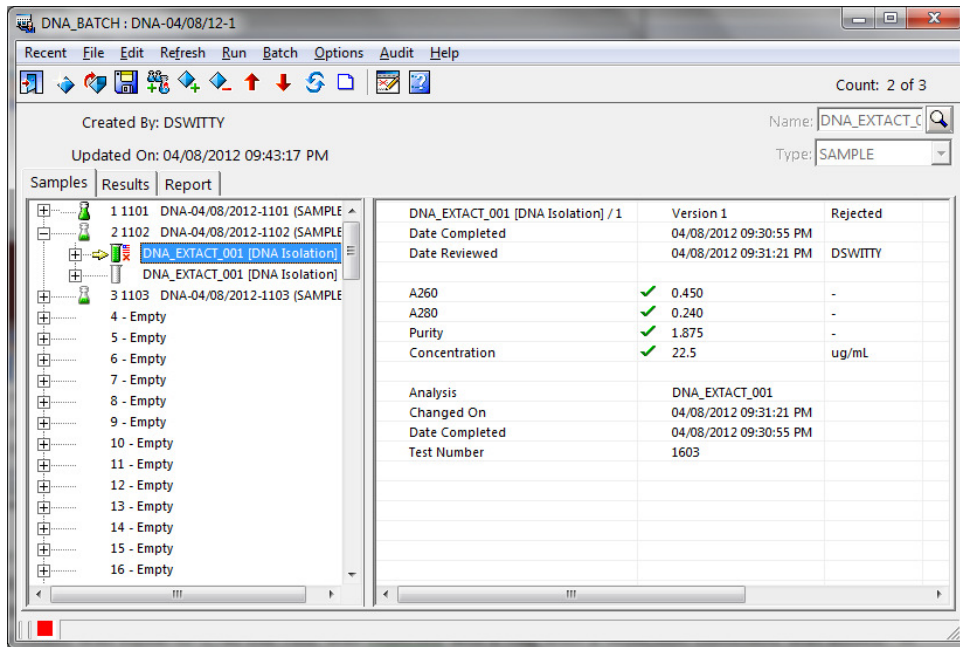 DNA_BATCH : DNA-04/08/12-1
Recent File Edit Refresh Run Batch Options Audit Help
Count: 2 of 3
Created By: DSWITTY
Name: DNA_EXTACT_0
Updated On: 04/08/2012 09:43:17 PM
Type: SAMPLE
Samples Results Report
1 1101 DNA-04/08/2012-1101 (SAMPLE
2 1102 DNA-04/08/2012-1102 (SAMPLE
DNA_EXTACT_001 [DNA Isolation]
DNA_EXTACT_001 [DNA Isolation]
3 1103 DNA-04/08/2012-1103 (SAMPLE
4 - Empty
5 - Empty
6 - Empty
7 - Empty
8 - Empty
9 - Empty
10 - Empty
11 - Empty
12 - Empty
13 - Empty
14 - Empty
15 - Empty
16 - Empty
DNA_EXTACT_001 [DNA Isolation] / 1 Version 1 Rejected
Date Completed 04/08/2012 09:30:55 PM
Date Reviewed 04/08/2012 09:31:21 PM DSWITTY
A260 0.450 -
A280 0.240 -
Purity 1.875 -
Concentration 22.5 ug/mL
Analysis DNA_EXTACT_001
Changed On 04/08/2012 09:31:21 PM
Date Completed 04/08/2012 09:30:55 PM
Test Number 1603